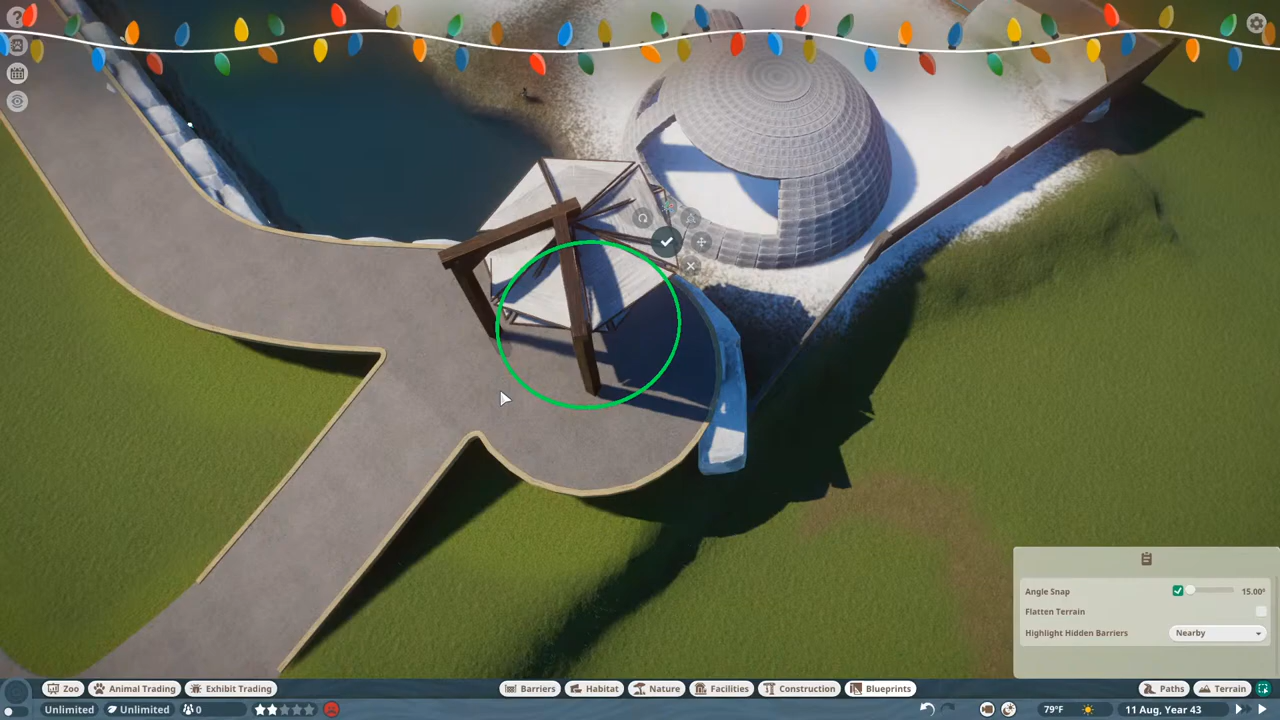 ?
Angle Snap 15.00°
Flatten Terrain
Highlight Hidden Barriers Nearby
Zoo Animal Trading Exhibit Trading Barriers Habitat Nature Facilities Construction Blueprints Paths Terrain
Unlimited Unlimited 0 79°F 11 Aug, Year 43